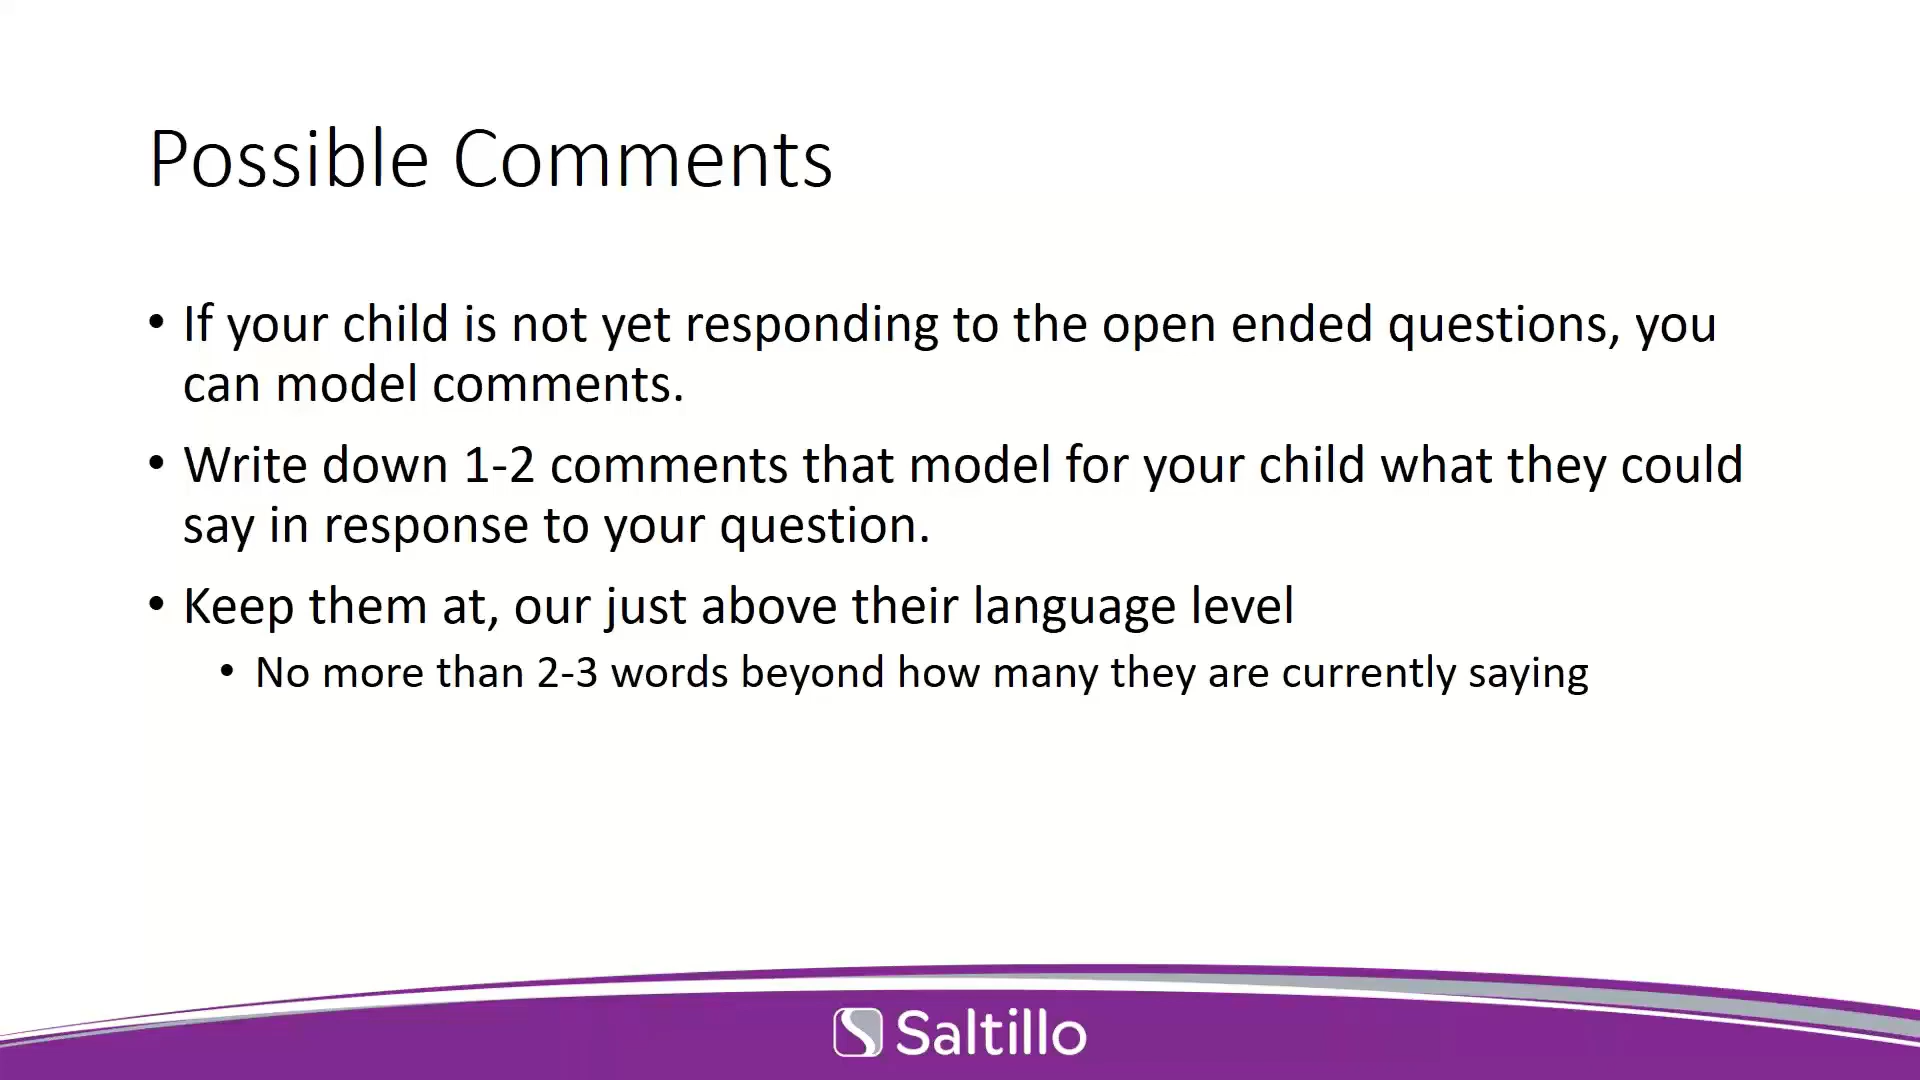 Possible Comments
• If your child is not yet responding to the open ended questions, you
can model comments.
• Write down 1-2 comments that model for your child what they could
say in response to your question.
• Keep them at, our just above their language level
• No more than 2-3 words beyond how many they are currently saying
Saltillo